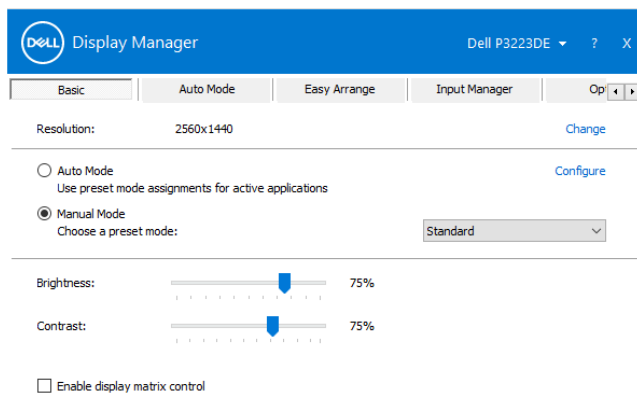 DELL Display Manager Dell P3223DE ? X
Basic Auto Mode Easy Arrange Input Manager Op
Resolution: 2560x1440 Change
Auto Mode Configure
Use preset mode assignments for active applications
Manual Mode
Choose a preset mode: Standard
Brightness: 75%
Contrast: 75%
Enable display matrix control